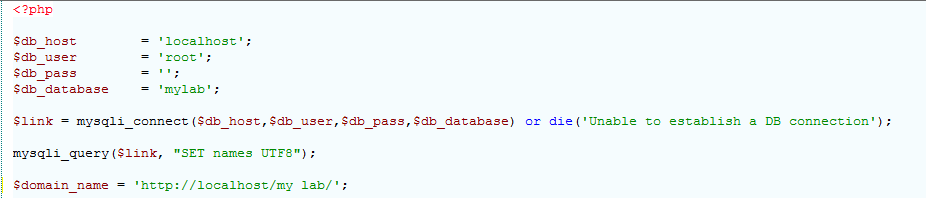 <?php
$db_host = 'localhost';
$db_user = 'root';
$db_pass = '';
$db_database = 'mylab';
$link = mysqli_connect($db_host,$db_user,$db_pass,$db_database) or die('Unable to establish a DB connection');
mysqli_query($link, "SET names UTF8");
$domain_name = 'http://localhost/my lab/';